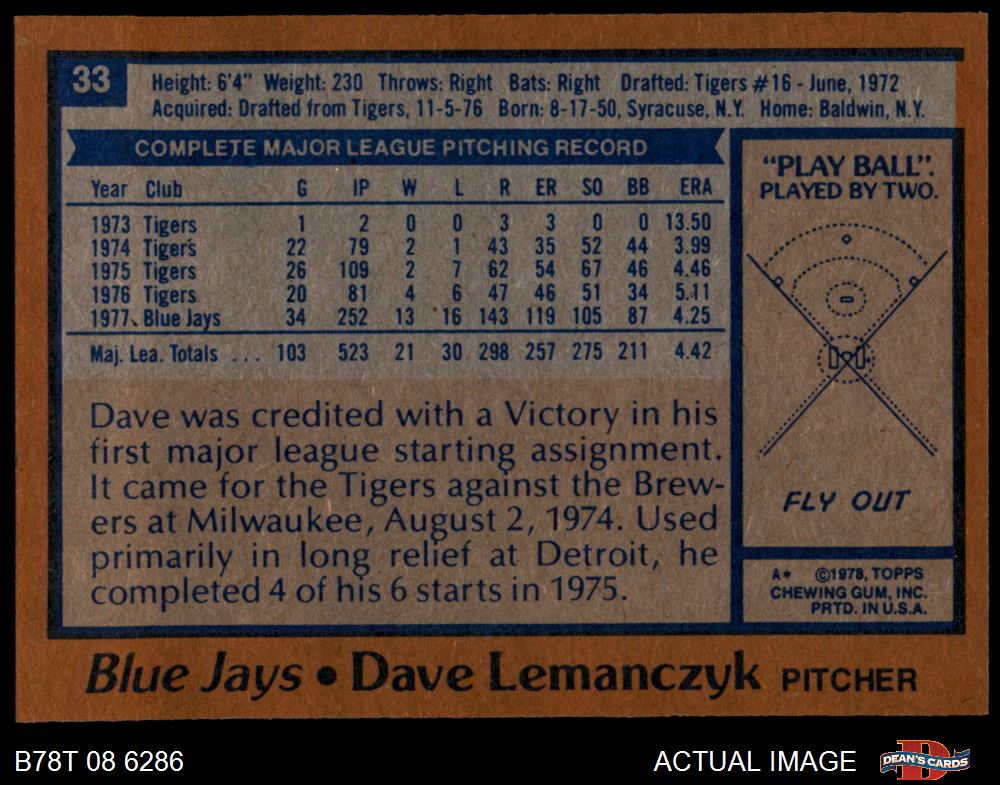 33
Height: 6'4" Weight: 230 Throws: Right Bats: Right Drafted: Tigers #16 - June, 1972
Acquired: Drafted from Tigers, 11-5-76 Born: 8-17-50, Syracuse, N.Y. Home: Baldwin, N.Y.
COMPLETE MAJOR LEAGUE PITCHING RECORD
Year Club G IP W L R ER SO BB ERA
1973 Tigers 1 2 0 0 3 3 0 0 13.50
1974 Tigers 22 79 2 1 43 35 52 44 3.99
1975 Tigers 26 109 2 7 62 54 67 46 4.46
1976 Tigers 20 81 4 6 47 46 51 34 5.11
1977 Blue Jays 34 252 13 16 143 119 105 87 4.25
Maj. Lea. Totals ... 103 523 21 30 298 257 275 211 4.42
Dave was credited with a Victory in his
first major league starting assignment.
It came for the Tigers against the Brew-
ers at Milwaukee, August 2, 1974. Used
primarily in long relief at Detroit, he
completed 4 of his 6 starts in 1975.
"PLAY BALL".
PLAYED BY TWO.
FLY OUT
A* ©1978, TOPPS
CHEWING GUM, INC.
PRTD. IN U.S.A.
Blue Jays • Dave Lemanczyk PITCHER
B78T 08 6286
ACTUAL IMAGE
DEAN'S CARDS